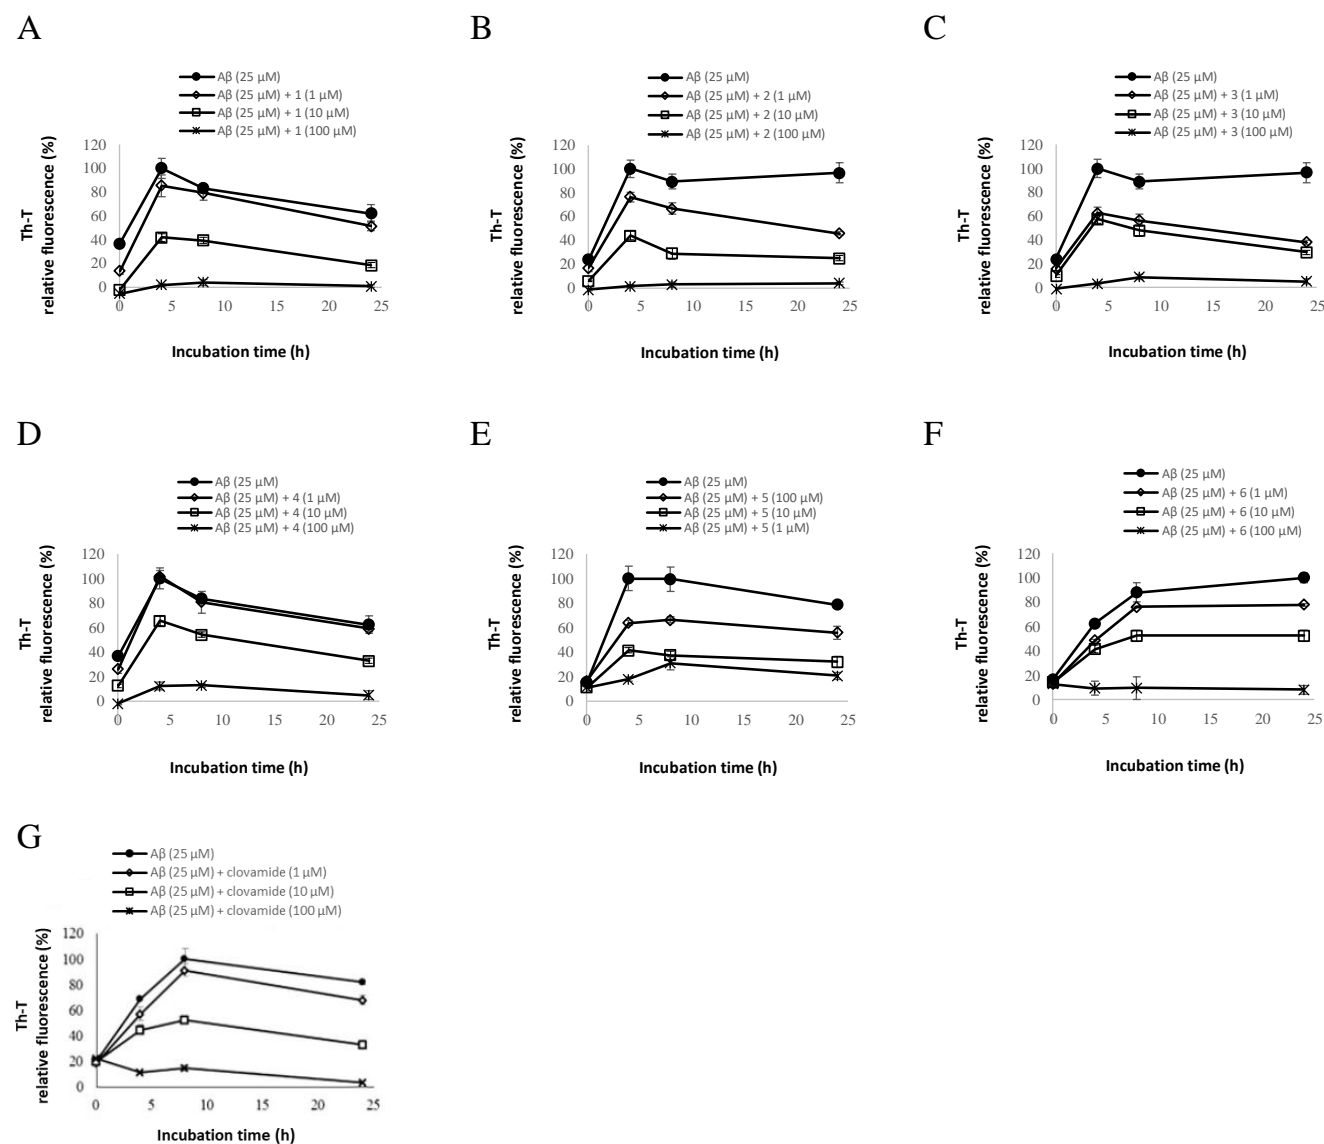 A
Aβ (25 μM)
Aβ (25 μM) + 1 (1 μM)
Aβ (25 μM) + 1 (10 μM)
Aβ (25 μM) + 1 (100 μM)
Th-T
relative fluorescence (%)
120
100
80
60
40
20
0
0 5 10 15 20 25
Incubation time (h)
B
Aβ (25 μM)
Aβ (25 μM) + 2 (1 μM)
Aβ (25 μM) + 2 (10 μM)
Aβ (25 μM) + 2 (100 μM)
Th-T
relative fluorescence (%)
120
100
80
60
40
20
0
0 5 10 15 20 25
Incubation time (h)
C
Aβ (25 μM)
Aβ (25 μM) + 3 (1 μM)
Aβ (25 μM) + 3 (10 μM)
Aβ (25 μM) + 3 (100 μM)
Th-T
relative fluorescence (%)
120
100
80
60
40
20
0
0 5 10 15 20 25
Incubation time (h)
D
Aβ (25 μM)
Aβ (25 μM) + 4 (1 μM)
Aβ (25 μM) + 4 (10 μM)
Aβ (25 μM) + 4 (100 μM)
Th-T
relative fluorescence (%)
120
100
80
60
40
20
0
0 5 10 15 20 25
Incubation time (h)
E
Aβ (25 μM)
Aβ (25 μM) + 5 (100 μM)
Aβ (25 μM) + 5 (10 μM)
Aβ (25 μM) + 5 (1 μM)
Th-T
relative fluorescence (%)
120
100
80
60
40
20
0
0 5 10 15 20 25
Incubation time (h)
F
Aβ (25 μM)
Aβ (25 μM) + 6 (1 μM)
Aβ (25 μM) + 6 (10 μM)
Aβ (25 μM) + 6 (100 μM)
Th-T
relative fluorescence (%)
120
100
80
60
40
20
0
0 5 10 15 20 25
Incubation time (h)
G
Aβ (25 μM)
Aβ (25 μM) + clovamide (1 μM)
Aβ (25 μM) + clovamide (10 μM)
Aβ (25 μM) + clovamide (100 μM)
Th-T
relative fluorescence (%)
120
100
80
60
40
20
0
0 5 10 15 20 25
Incubation time (h)